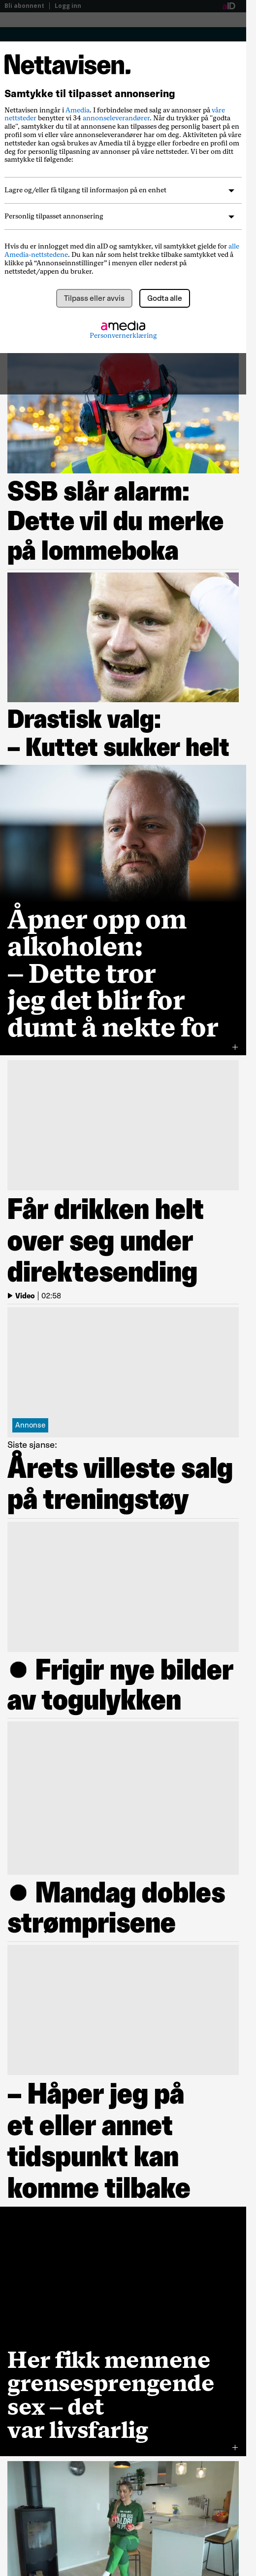 Bli abonnent | Logg inn
aID
Nettavisen.
Samtykke til tilpasset annonsering
Nettavisen inngår i Amedia. I forbindelse med salg av annonser på våre
nettsteder benytter vi 34 annonseleverandører. Når du trykker på "godta
alle", samtykker du til at annonsene kan tilpasses deg personlig basert på en
profil som vi eller våre annonseleverandører har om deg. Aktiviteten på våre
nettsteder kan også brukes av Amedia til å bygge eller forbedre en profil om
deg for personlig tilpasning av annonser på våre nettsteder. Vi ber om ditt
samtykke til følgende:
Lagre og/eller få tilgang til informasjon på en enhet
Personlig tilpasset annonsering
Hvis du er innlogget med din aID og samtykker, vil samtykket gjelde for alle
Amedia-nettstedene. Du kan når som helst trekke tilbake samtykket ved å
klikke på “Annonseinnstillinger” i menyen eller nederst på
nettstedet/appen du bruker.
Tilpass eller avvis
Godta alle
amedia
Personvernerklæring
SSB slår alarm:
Dette vil du merke
på lommeboka
Drastisk valg:
– Kuttet sukker helt
Åpner opp om
alkoholen:
– Dette tror
jeg det blir for
dumt å nekte for
+
Får drikken helt
over seg under
direktesending
Video | 02:58
Annonse
Siste sjanse:
Årets villeste salg
på treningstøy
● Frigir nye bilder
av togulykken
● Mandag dobles
strømprisene
– Håper jeg på
et eller annet
tidspunkt kan
komme tilbake
Her fikk mennene
grensesprengende
sex – det
var livsfarlig
+